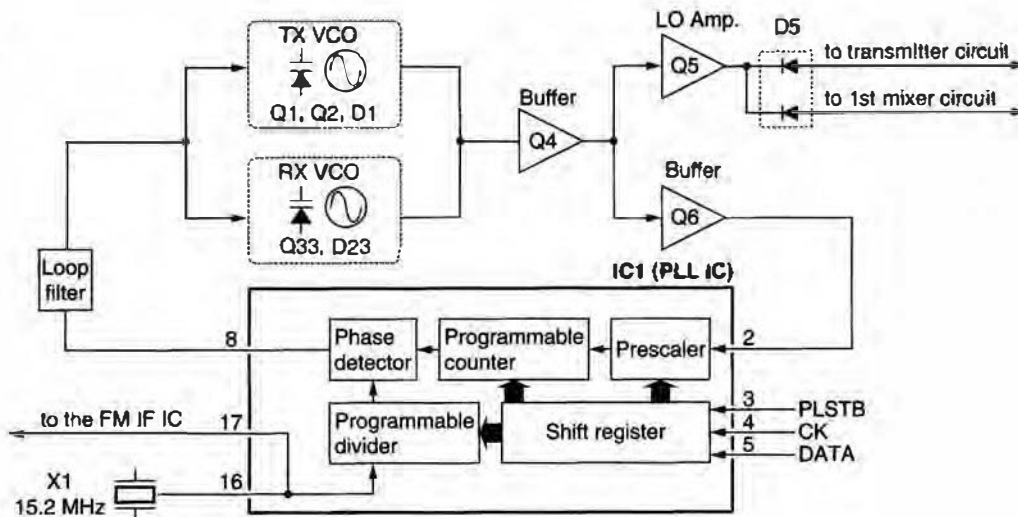 TX VCO
Q1, Q2, D1
RX VCO
Q33, D23
Buffer
Q4
LO Amp.
Q5
D5
to transmitter circuit
to 1st mixer circuit
Buffer
Q6
Loop
filter
IC1 (PLL IC)
8
Phase
detector
Programmable
counter
Prescaler
2
Programmable
divider
Shift register
3
PLSTB
4
CK
5
DATA
to the FM IF IC
17
X1
15.2 MHz
16